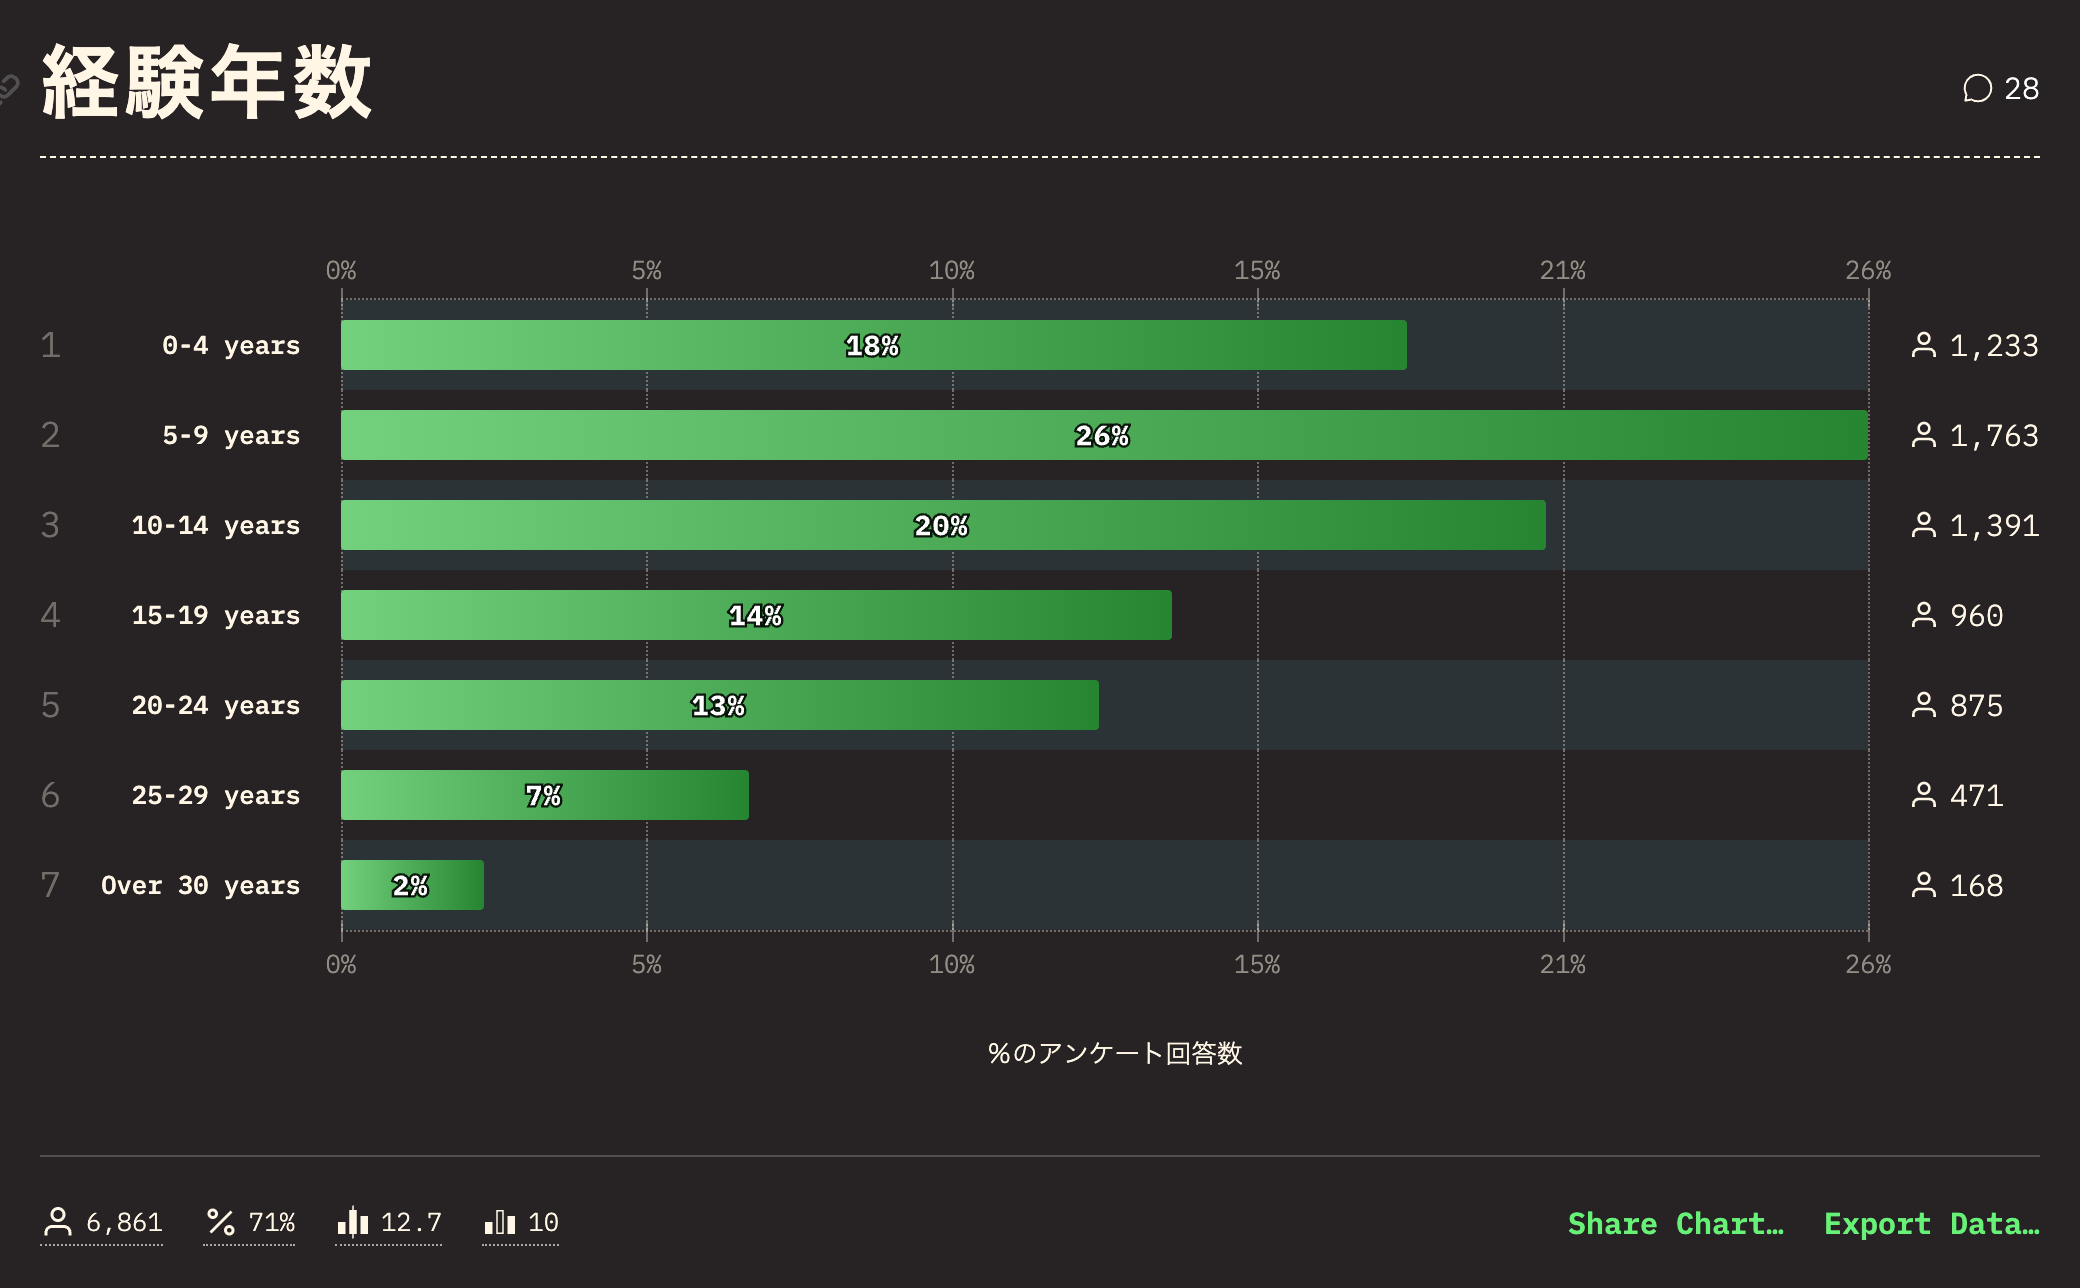 経験年数
28
0% 5% 10% 15% 21% 26%
1 0-4 years 18% 1,233
2 5-9 years 26% 1,763
3 10-14 years 20% 1,391
4 15-19 years 14% 960
5 20-24 years 13% 875
6 25-29 years 7% 471
7 Over 30 years 2% 168
0% 5% 10% 15% 21% 26%
%のアンケート回答数
6,861 % 71% 12.7 10 Share Chart… Export Data…